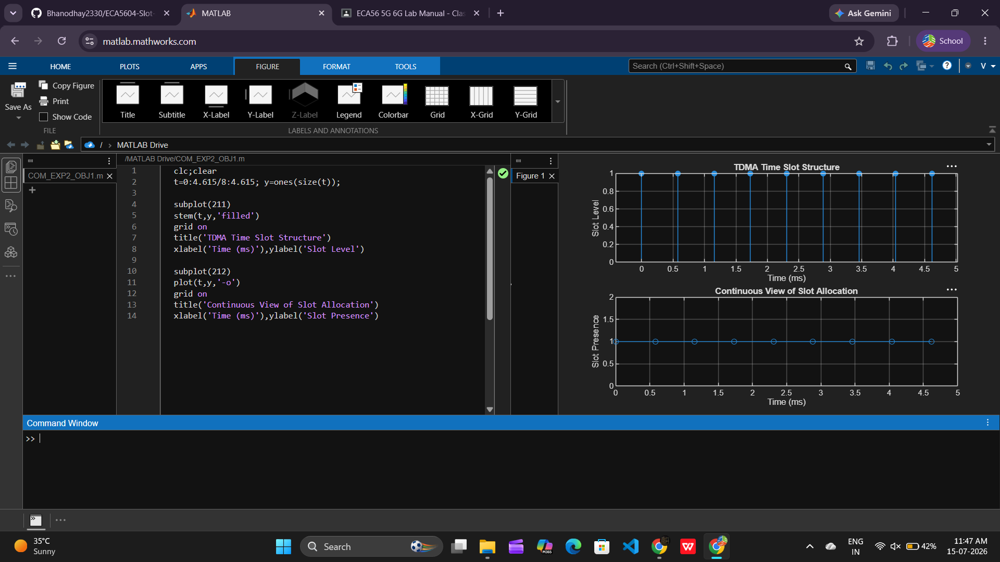 Bhanodhay2330/ECA5604-Slot-
MATLAB
ECA56 5G 6G Lab Manual - Clas
Ask Gemini
matlab.mathworks.com
School
HOME
PLOTS
APPS
FIGURE
FORMAT
TOOLS
Search (Ctrl+Shift+Space)
V
Save As
Copy Figure
Print
Show Code
FILE
Title
Subtitle
X-Label
Y-Label
Z-Label
Legend
Colorbar
Grid
X-Grid
Y-Grid
LABELS AND ANNOTATIONS
/ › MATLAB Drive
COM_EXP2_OBJ1.m
/MATLAB Drive/COM_EXP2_OBJ1.m
1 clc;clear
2 t=0:4.615/8:4.615; y=ones(size(t));
3
4 subplot(211)
5 stem(t,y,'filled')
6 grid on
7 title('TDMA Time Slot Structure')
8 xlabel('Time (ms)'),ylabel('Slot Level')
9
10 subplot(212)
11 plot(t,y,'-o')
12 grid on
13 title('Continuous View of Slot Allocation')
14 xlabel('Time (ms)'),ylabel('Slot Presence')
Figure 1
TDMA Time Slot Structure
Slot Level
1
0.8
0.6
0.4
0.2
0
0 0.5 1 1.5 2 2.5 3 3.5 4 4.5 5
Time (ms)
Continuous View of Slot Allocation
Slot Presence
2
1.5
1
0.5
0
0 0.5 1 1.5 2 2.5 3 3.5 4 4.5 5
Time (ms)
Command Window
>>
35°C
Sunny
Search
M365
W
ENG
IN
42%
11:47 AM
15-07-2026